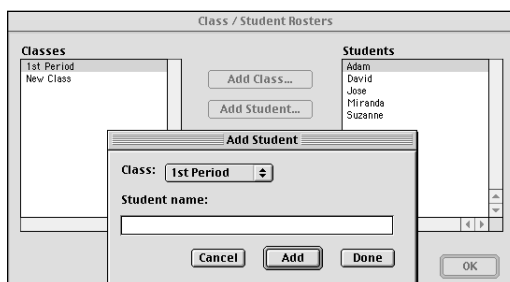 Class / Student Rosters
Classes
1st Period
New Class
Add Class...
Add Student...
Students
Adam
David
Jose
Miranda
Suzanne
Add Student
Class: 1st Period
Student name:
Cancel Add Done
OK